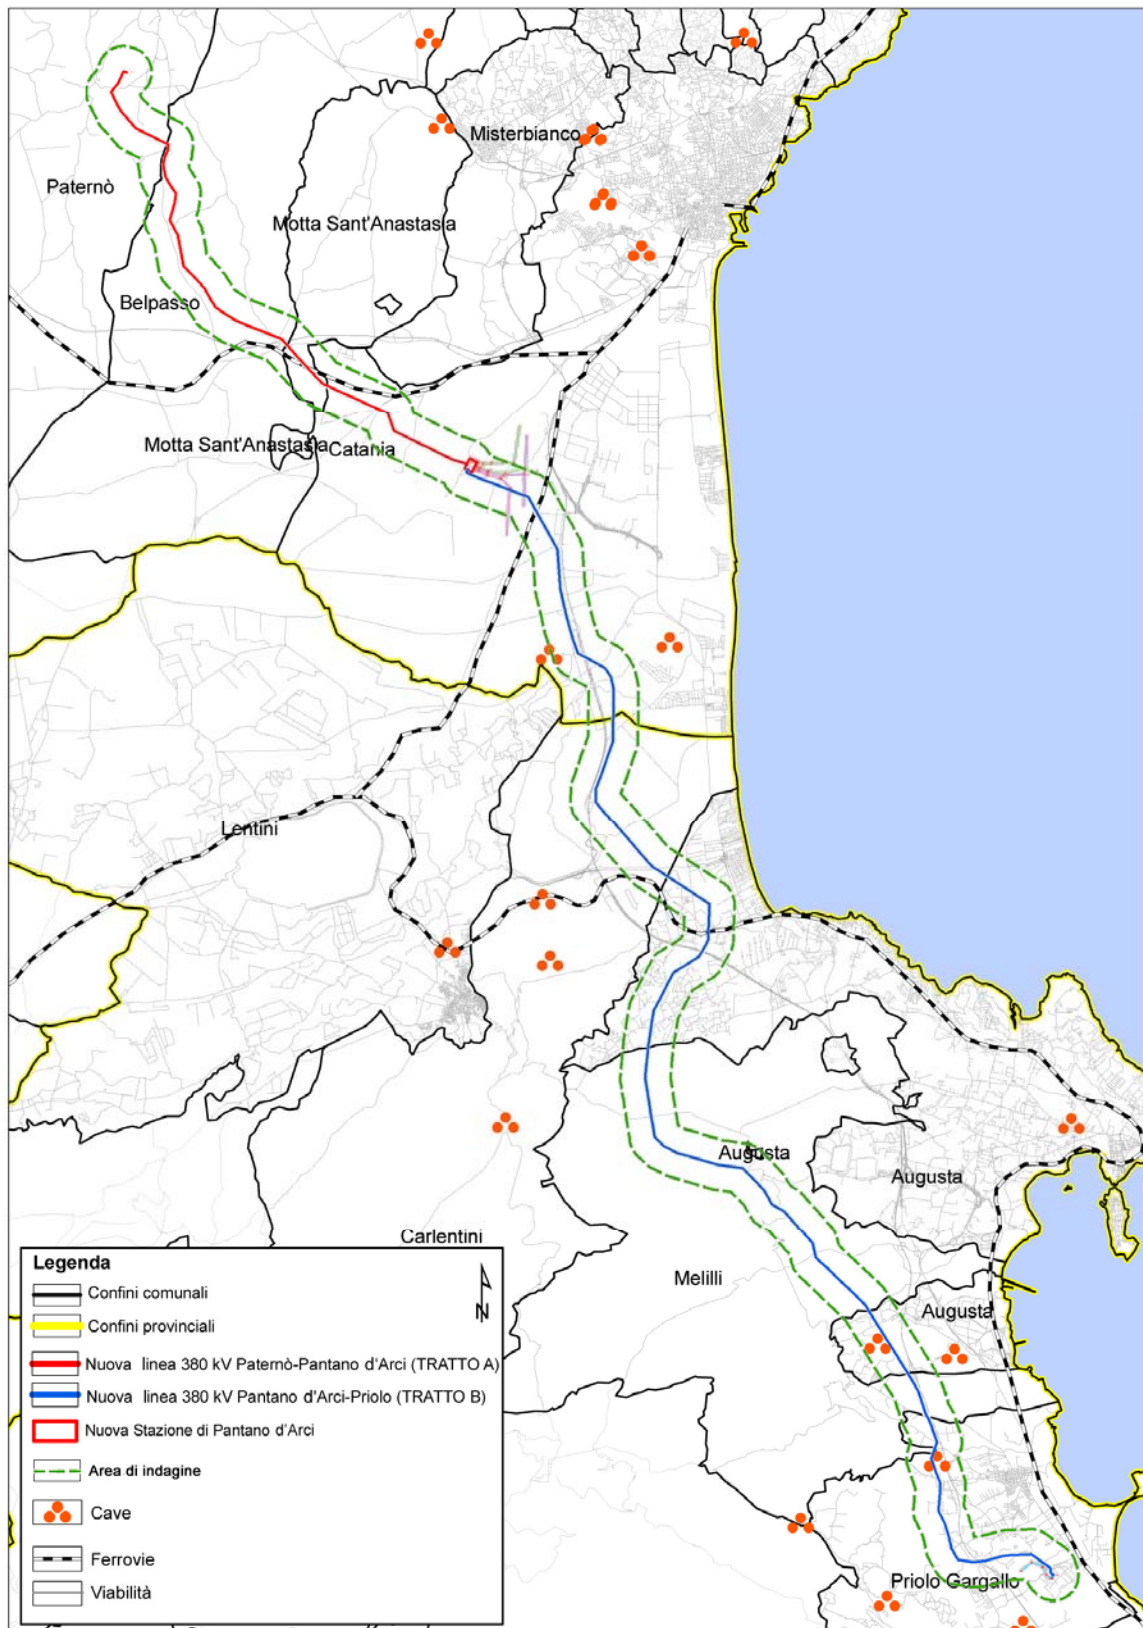 Misterbianco
Paternò
Motta Sant'Anastasia
Belpasso
Motta Sant'Anastasia
Catania
Lentini
Augusta
Augusta
Carlentini
Melilli
Augusta
Priolo Gargallo
Legenda
Confini comunali
N
Confini provinciali
Nuova linea 380 kV Paternò-Pantano d'Arci (TRATTO A)
Nuova linea 380 kV Pantano d'Arci-Priolo (TRATTO B)
Nuova Stazione di Pantano d'Arci
Area di indagine
Cave
Ferrovie
Viabilità